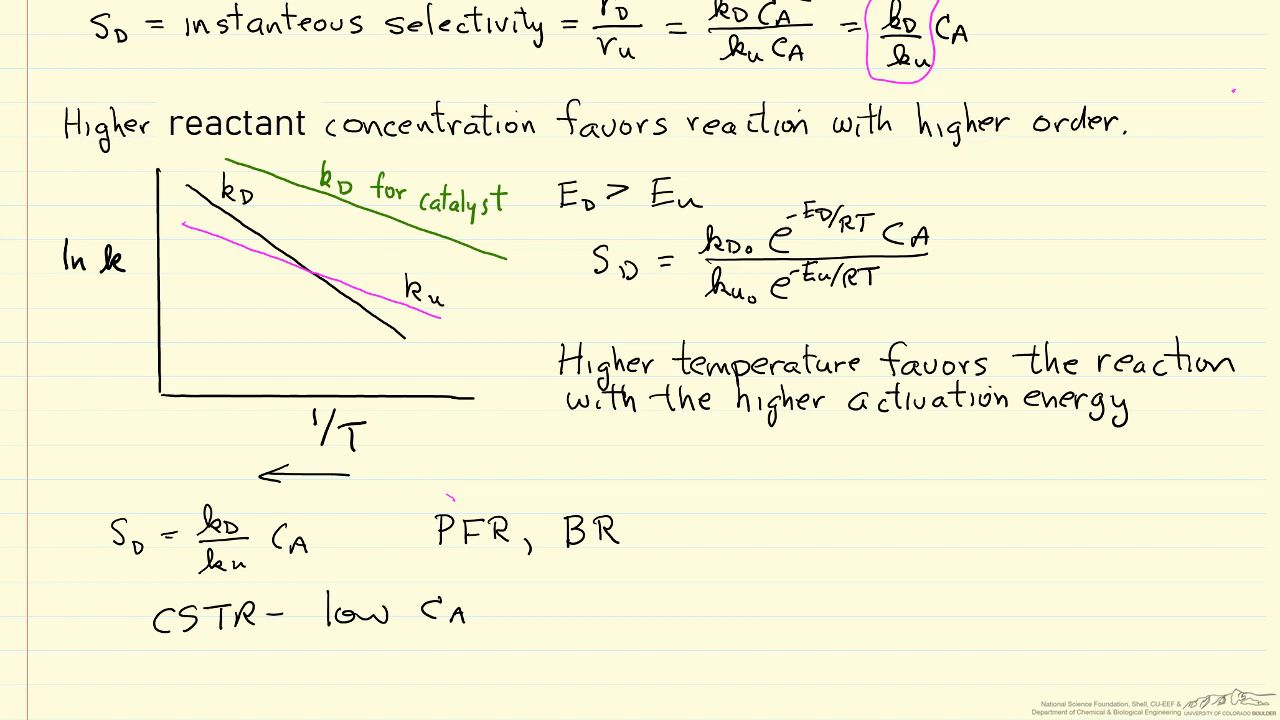 S_D = instanteous selectivity = r_D/r_u = k_D C_A²/k_u C_A = k_D/k_u C_A
Higher reactant concentration favors reaction with higher order.
k_D
k_D for catalyst
ln k
k_u
1/T
E_D > E_u
S_D = k_D₀ e^(-E_D/RT) C_A / k_u₀ e^(-E_u/RT)
Higher temperature favors the reaction
with the higher activation energy
S_D = k_D/k_u C_A
PFR, BR
CSTR - low C_A
National Science Foundation, Shell, CU-EEF &
Department of Chemical & Biological Engineering
UNIVERSITY OF COLORADO BOULDER